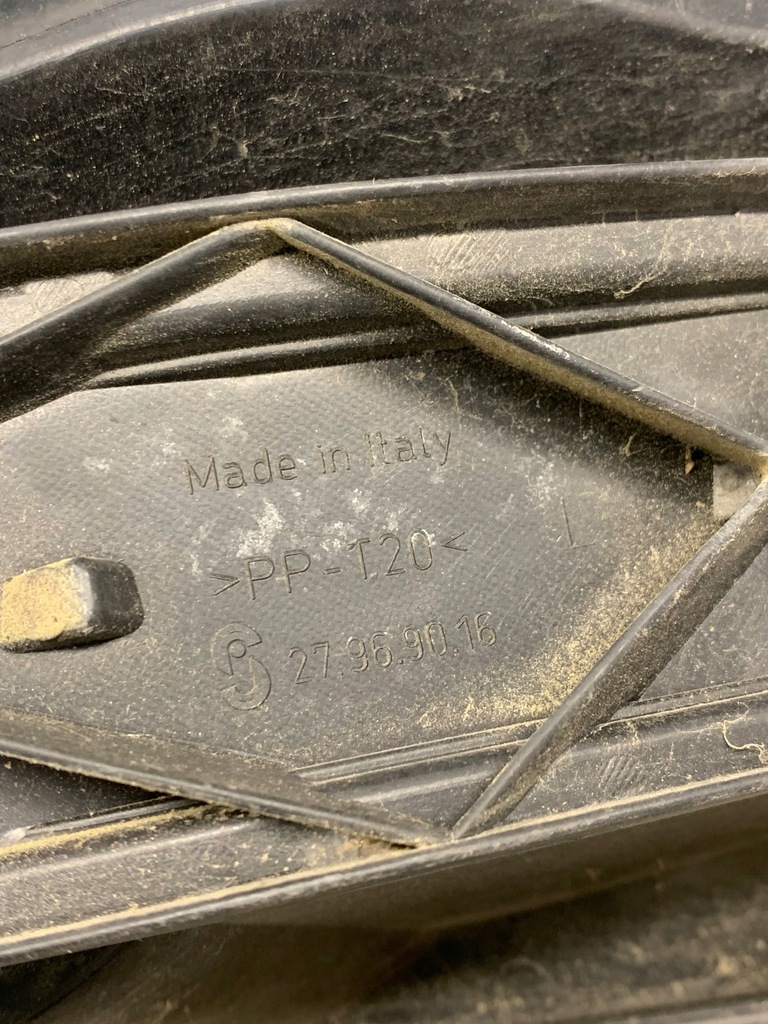 Made in Italy
>PP-T20<
L
27.96.90.16